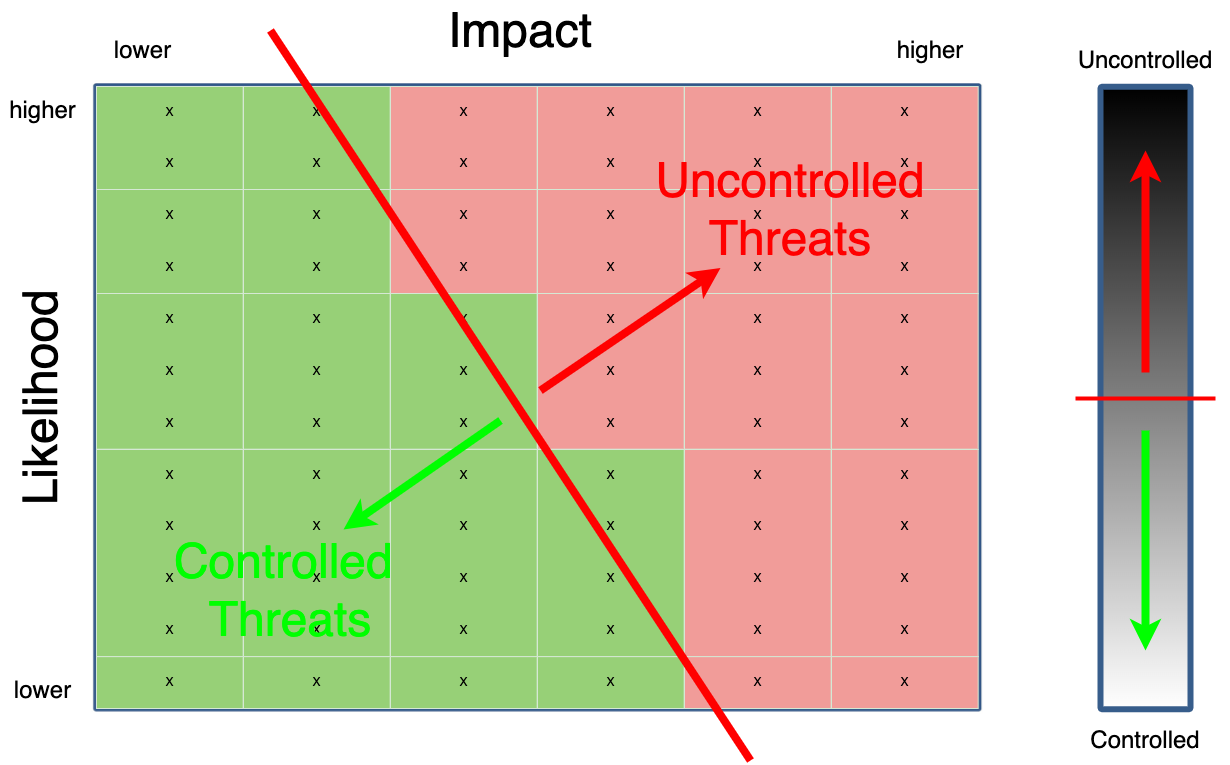 Impact
lower higher Uncontrolled
higher x x x x x x
x x x x x x
Uncontrolled
x x x x x x
Threats
x x x x x x
x x x x x x
x x x x x x
Likelihood
x x x x x x
x x x x x x
x x x x x x
Controlled
x x x x x x
Threats
x x x x x x
lower x x x x x x
Controlled